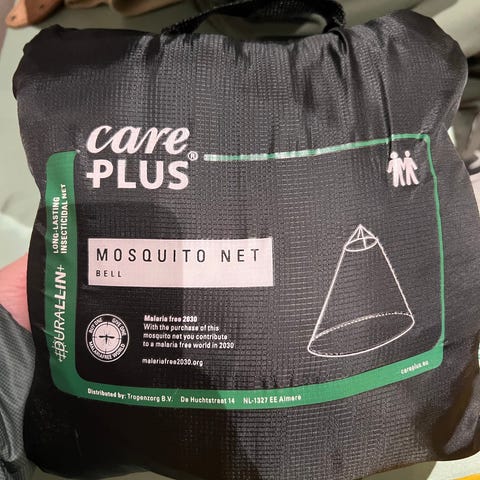 care
PLUS®
+DURALLIN+
LONG-LASTING
INSECTICIDAL NET
MOSQUITO NET
BELL
Malaria free 2030
With the purchase of this
mosquito net you contribute
to a malaria free world in 2030
malariafree2030.org
careplus.eu
Distributed by: Tropenzorg B.V. De Huchtstraat 14 NL-1327 EE Almere